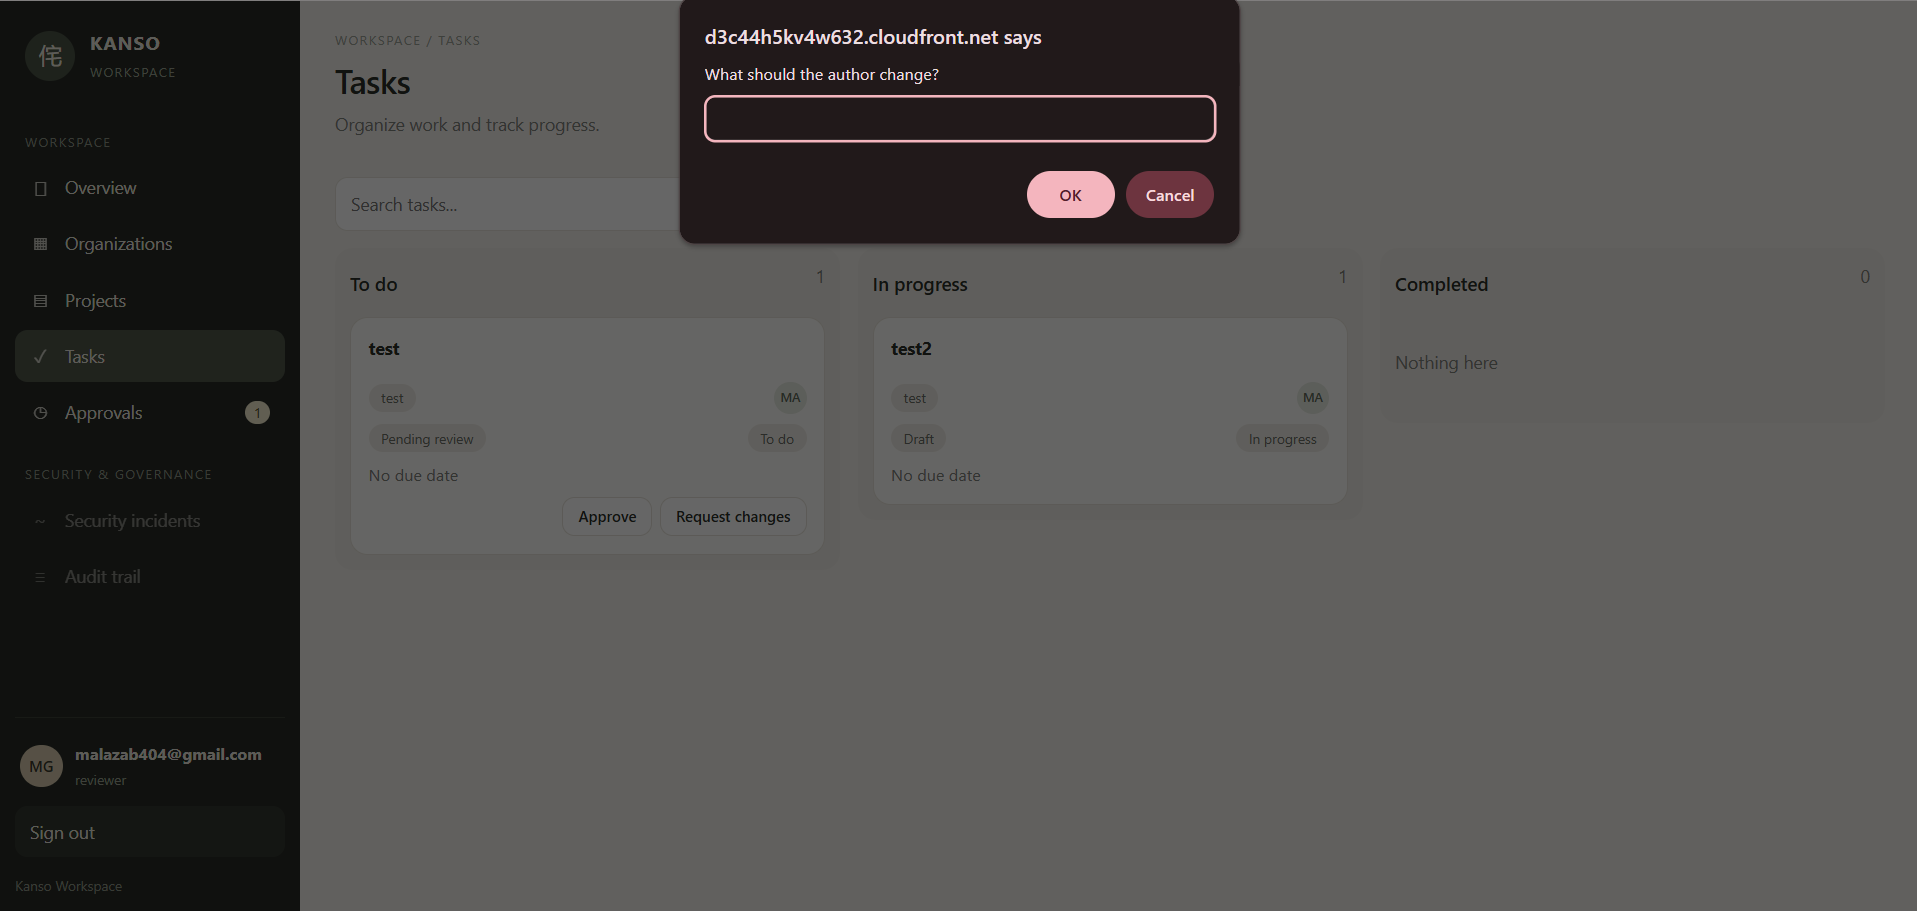 侘
KANSO
WORKSPACE
WORKSPACE
Overview
Organizations
Projects
Tasks
Approvals 1
SECURITY & GOVERNANCE
Security incidents
Audit trail
MG
malazab404@gmail.com
reviewer
Sign out
Kanso Workspace
WORKSPACE / TASKS
Tasks
Organize work and track progress.
Search tasks...
d3c44h5kv4w632.cloudfront.net says
What should the author change?
OK Cancel
To do 1
test
test MA
Pending review To do
No due date
Approve Request changes
In progress 1
test2
test MA
Draft In progress
No due date
Completed 0
Nothing here